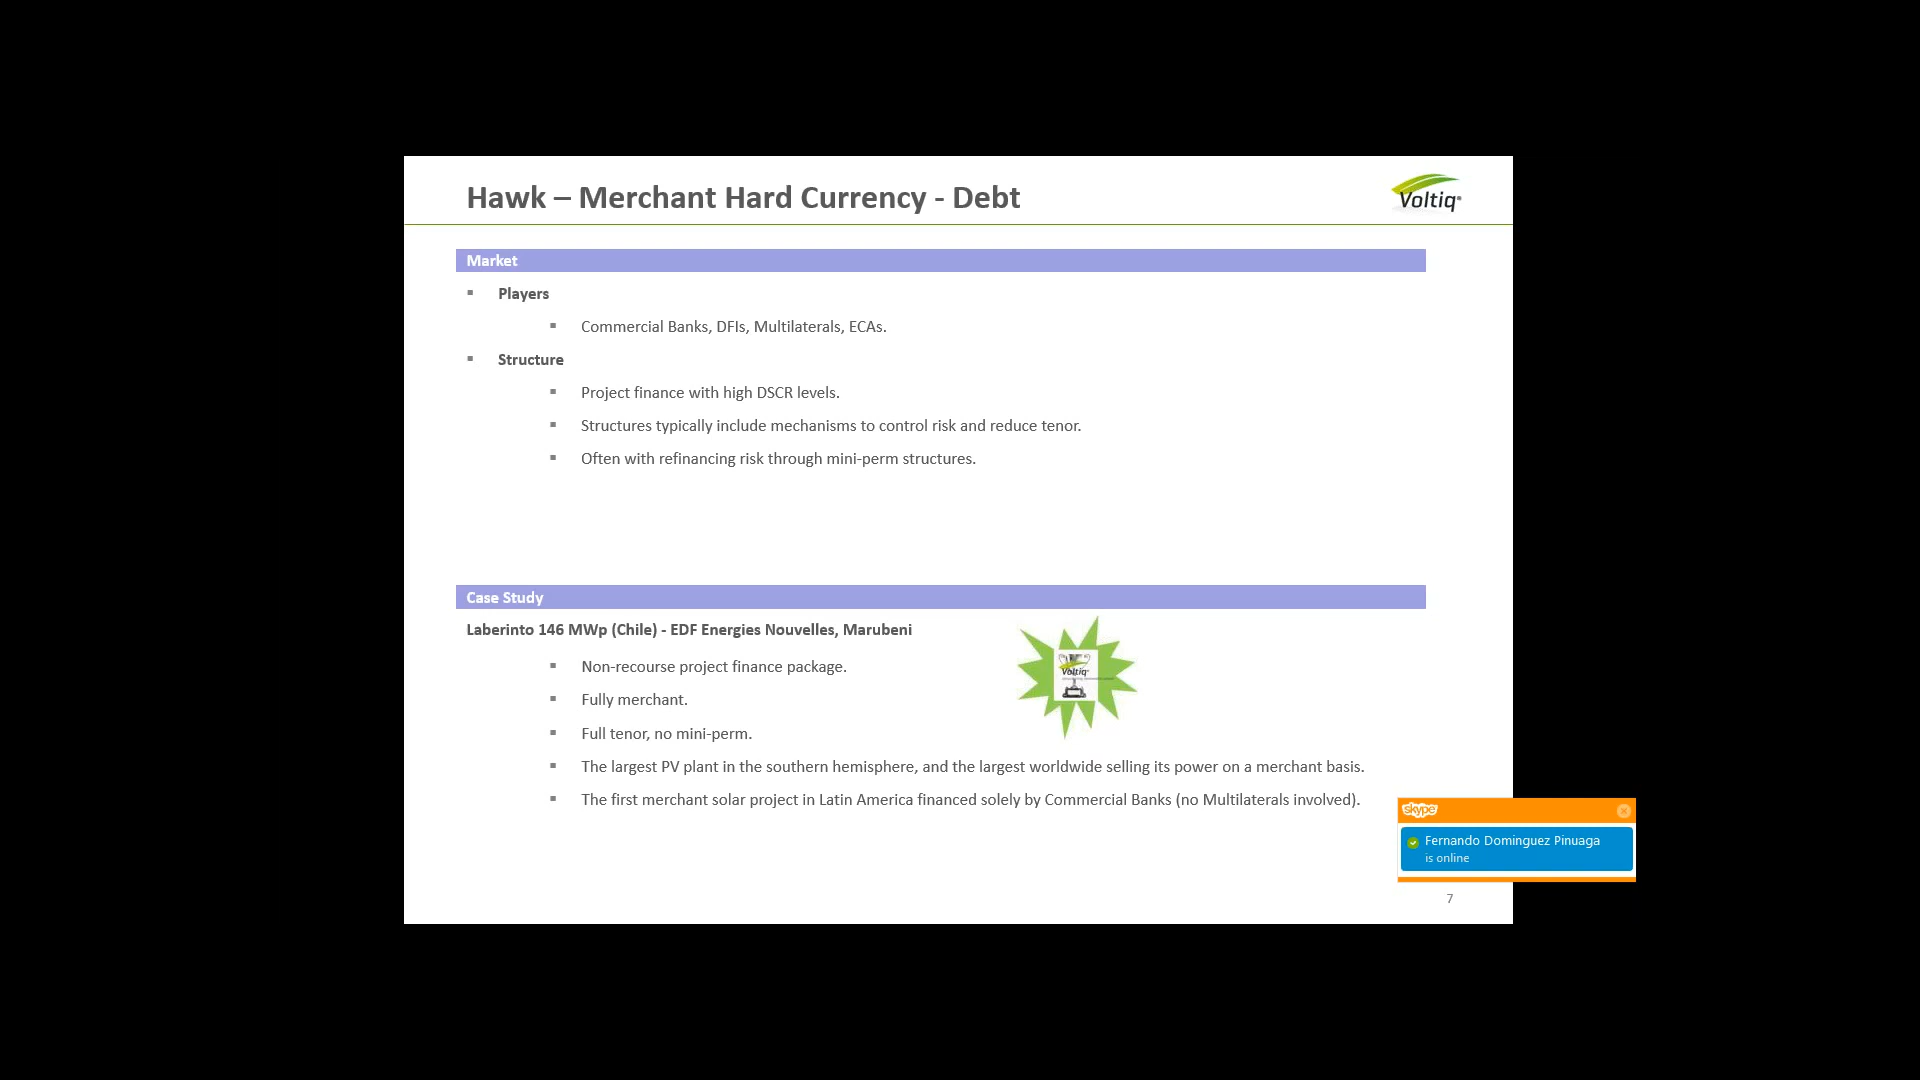 Hawk – Merchant Hard Currency - Debt
Voltiq
Market
Players
Commercial Banks, DFIs, Multilaterals, ECAs.
Structure
Project finance with high DSCR levels.
Structures typically include mechanisms to control risk and reduce tenor.
Often with refinancing risk through mini-perm structures.
Case Study
Laberinto 146 MWp (Chile) - EDF Energies Nouvelles, Marubeni
Non-recourse project finance package.
Voltiq
Fully merchant.
Full tenor, no mini-perm.
The largest PV plant in the southern hemisphere, and the largest worldwide selling its power on a merchant basis.
The first merchant solar project in Latin America financed solely by Commercial Banks (no Multilaterals involved).
skype
Fernando Dominguez Pinuaga
is online
7